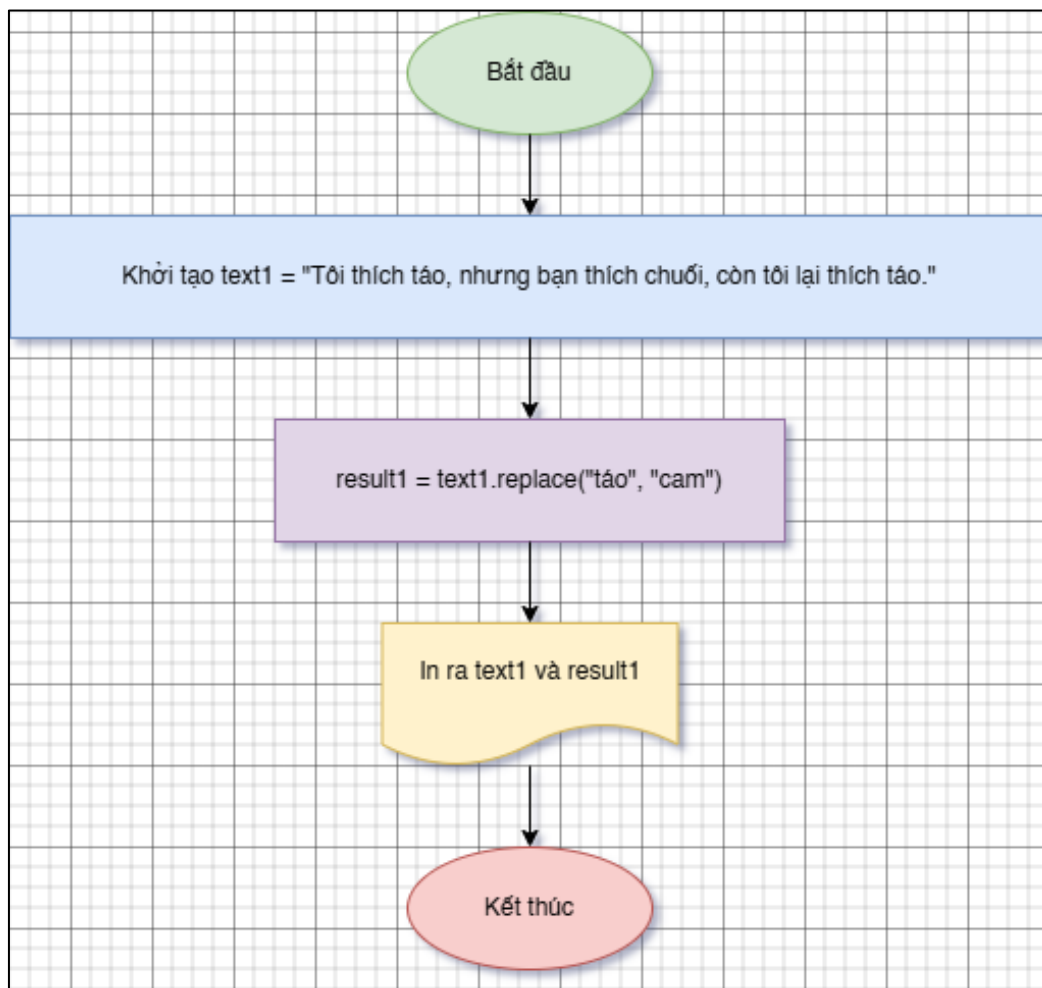 Bắt đầu
Khởi tạo text1 = "Tôi thích táo, nhưng bạn thích chuối, còn tôi lại thích táo."
result1 = text1.replace("táo", "cam")
In ra text1 và result1
Kết thúc